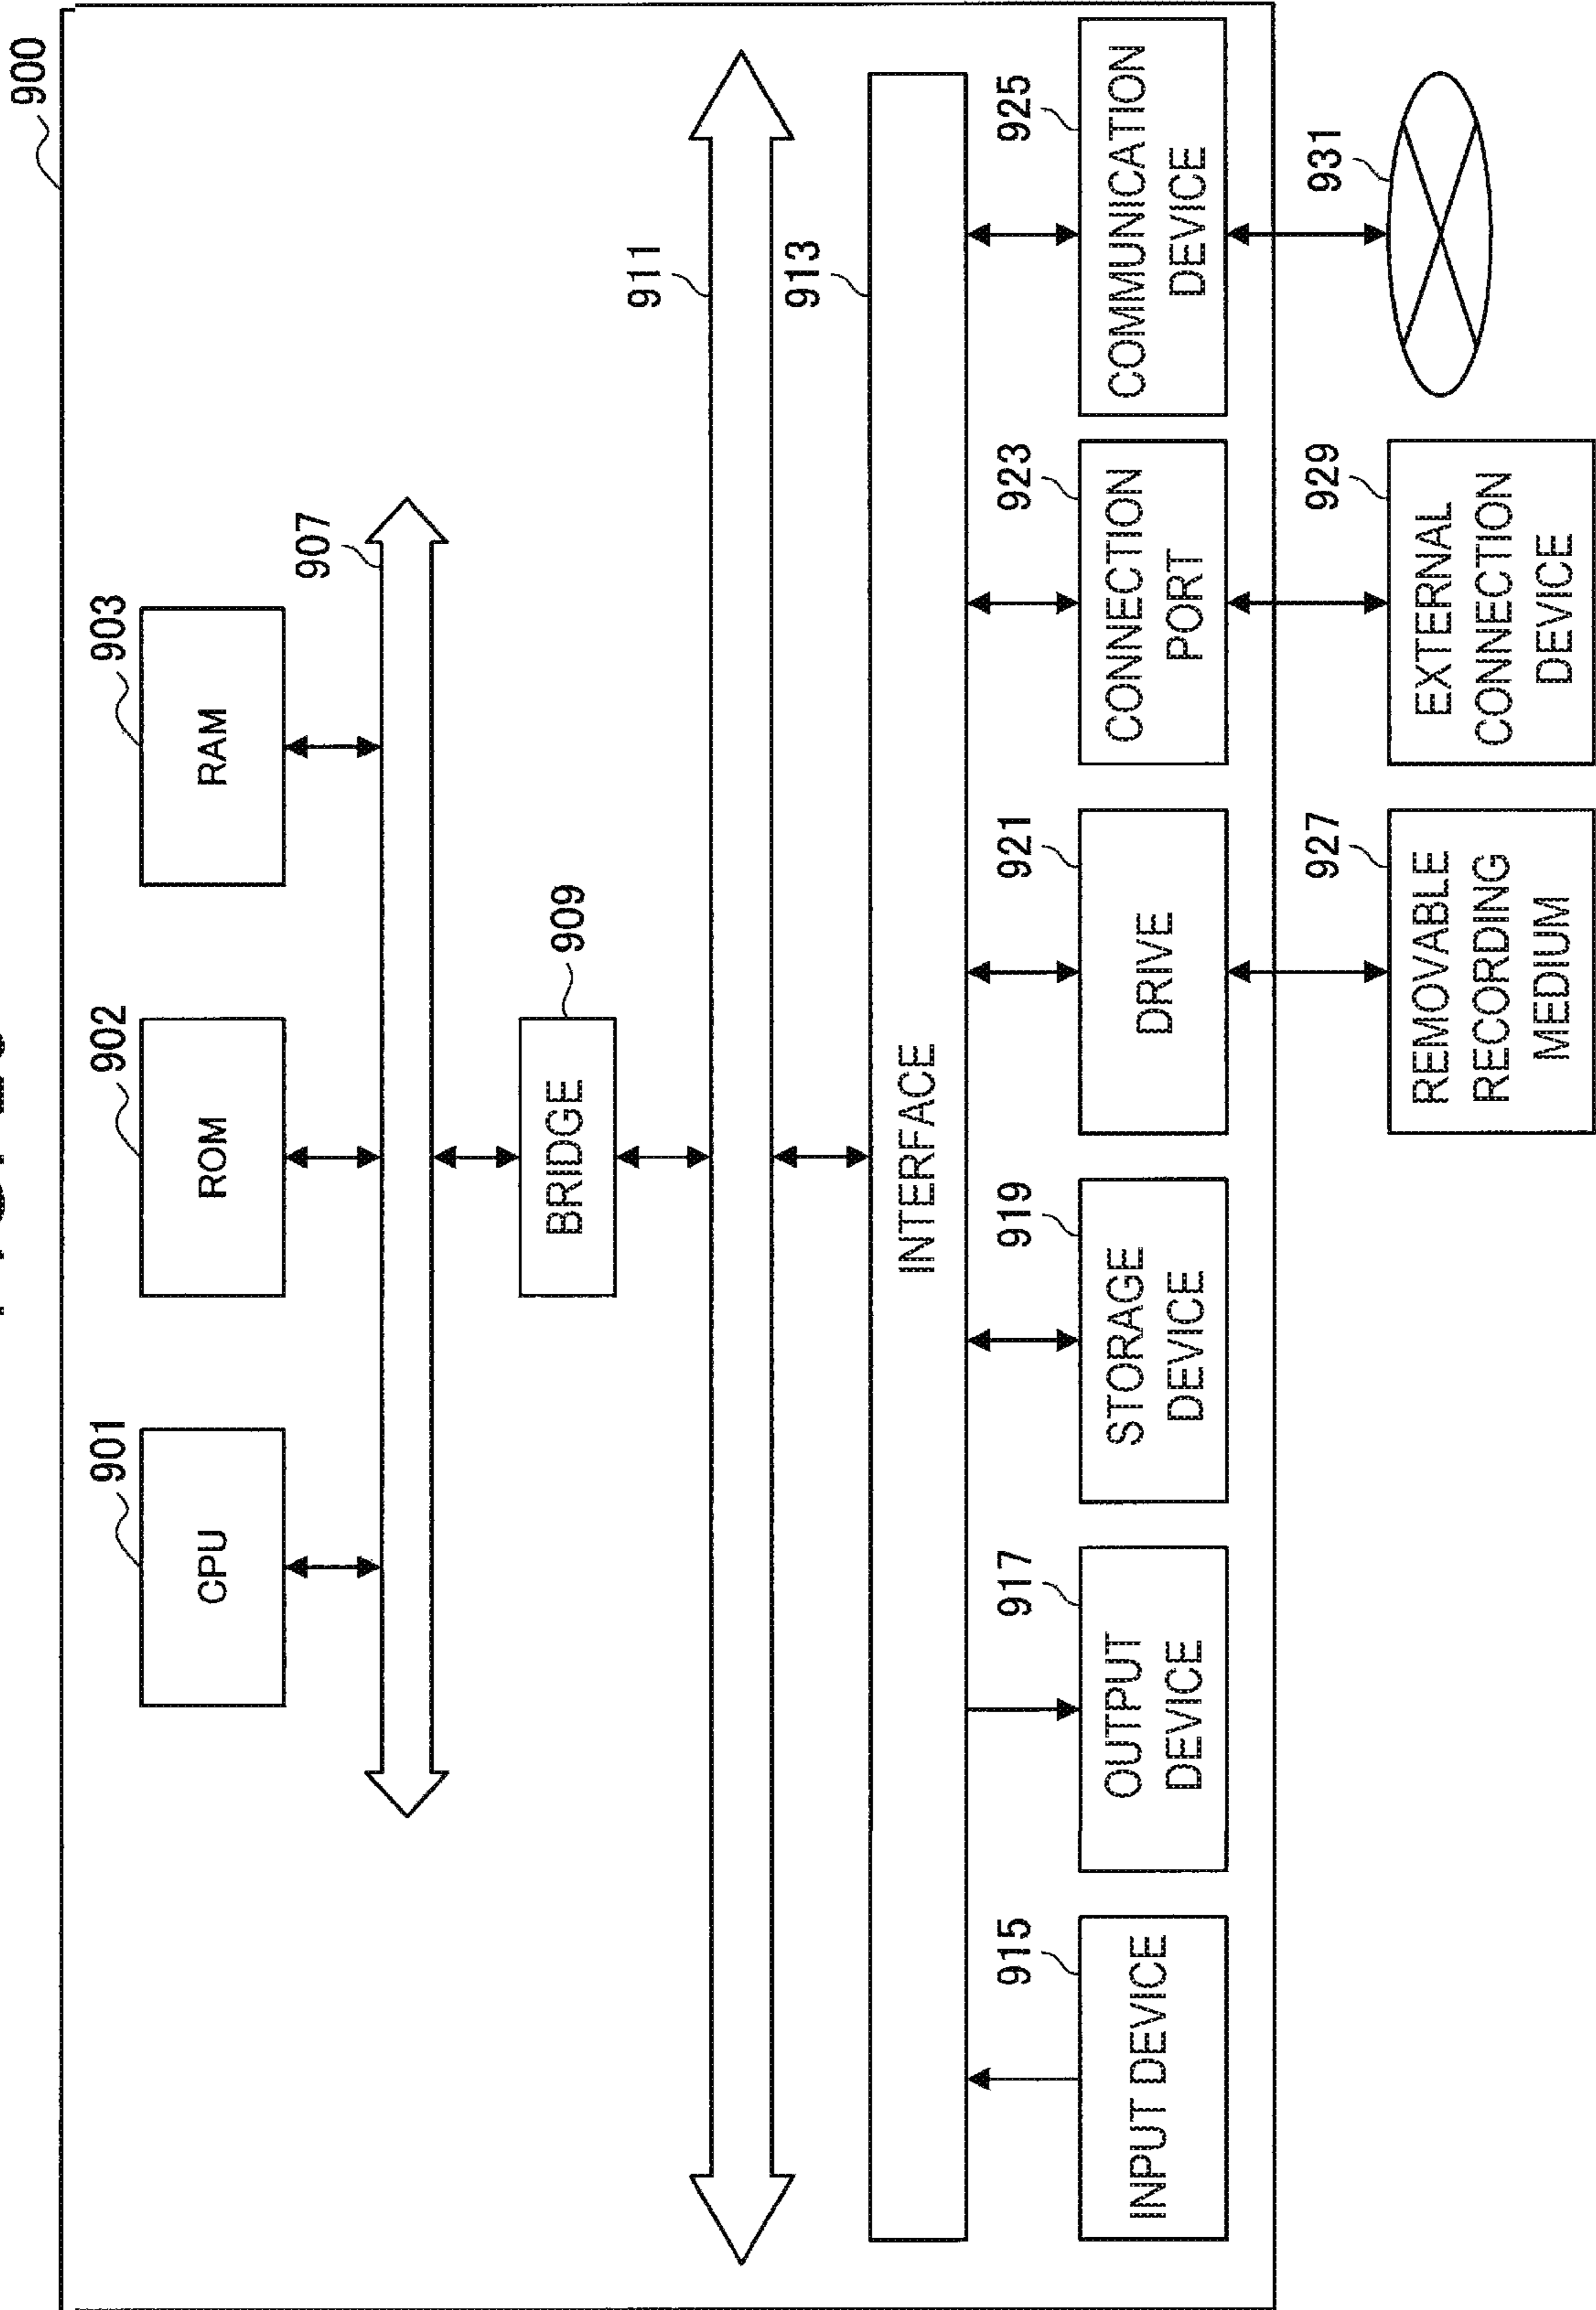 900
901
CPU
902
ROM
903
RAM
907
909
BRIDGE
911
913
INTERFACE
915
INPUT DEVICE
917
OUTPUT
DEVICE
919
STORAGE
DEVICE
921
DRIVE
923
CONNECTION
PORT
925
COMMUNICATION
DEVICE
927
REMOVABLE
RECORDING
MEDIUM
929
EXTERNAL
CONNECTION
DEVICE
931